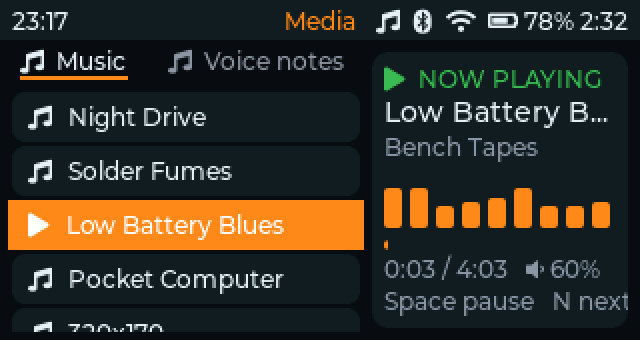 23:17 Media 78% 2:32
Music Voice notes
Night Drive
Solder Fumes
Low Battery Blues
Pocket Computer
320x170
NOW PLAYING
Low Battery B...
Bench Tapes
0:03 / 4:03 60%
Space pause N next